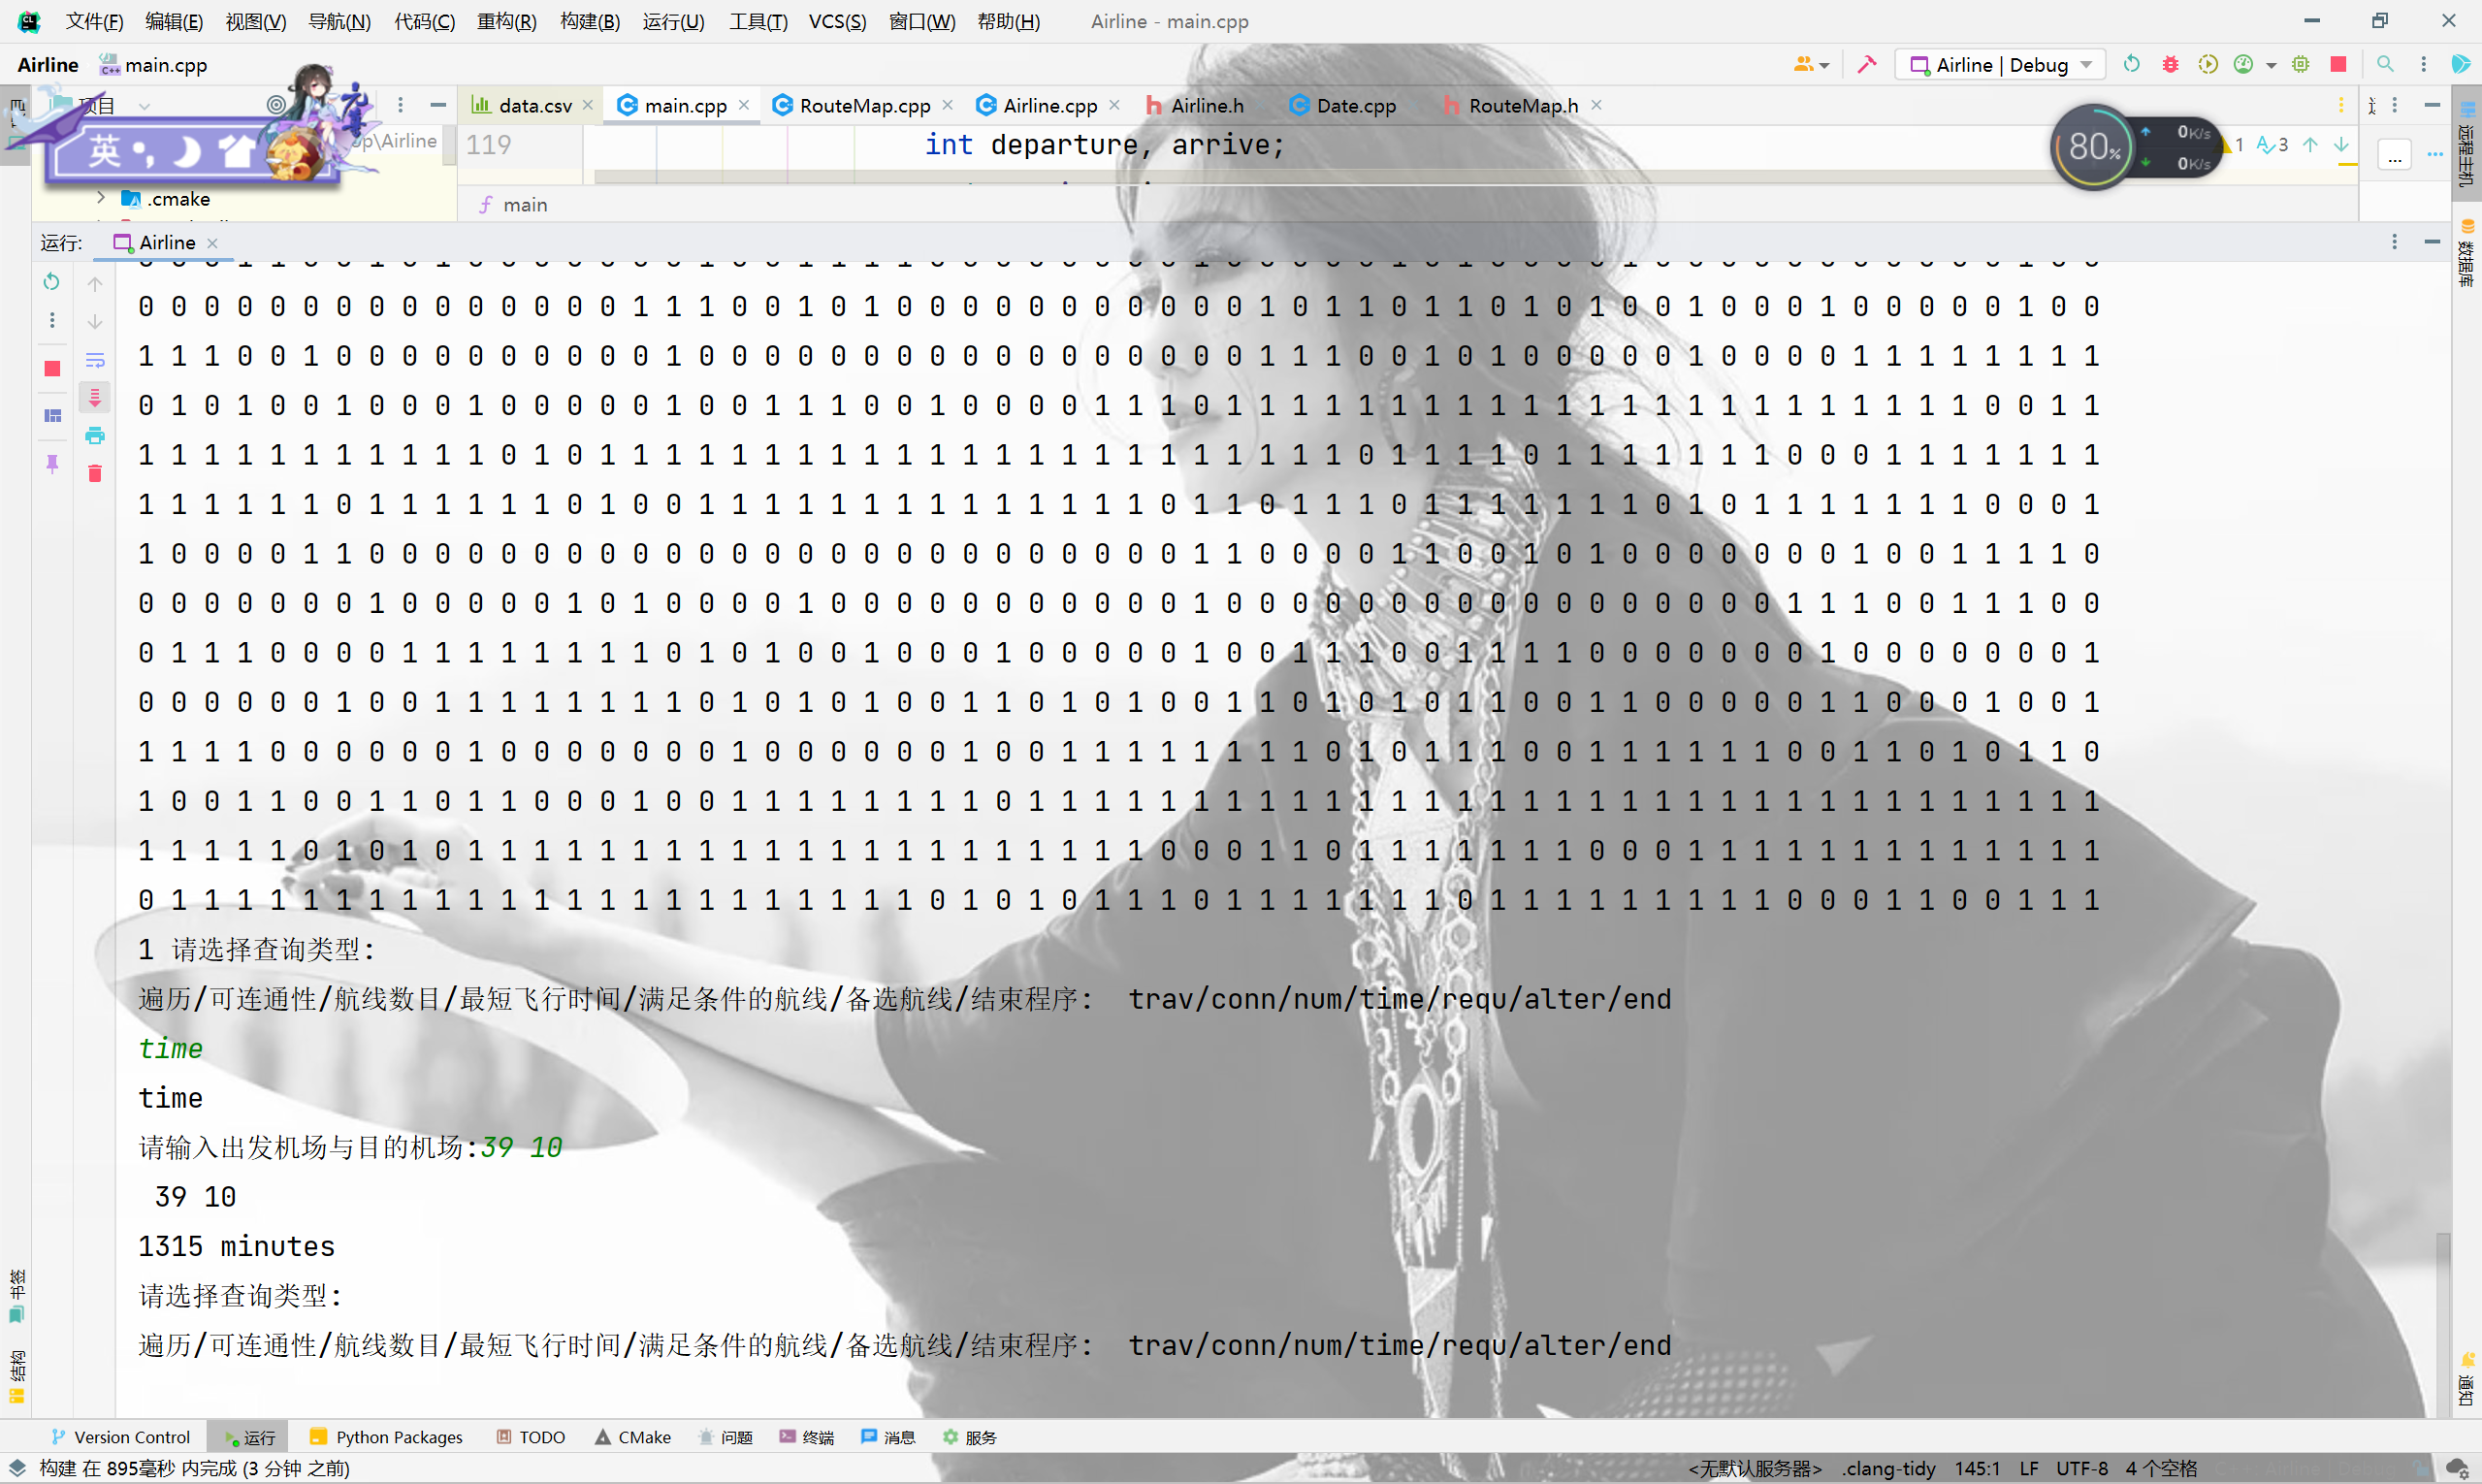 文件(F) 编辑(E) 视图(V) 导航(N) 代码(C) 重构(R) 构建(B) 运行(U) 工具(T) VCS(S) 窗口(W) 帮助(H) Airline - main.cpp
Airline main.cpp Airline | Debug
项目 data.csv main.cpp RouteMap.cpp Airline.cpp Airline.h Date.cpp RouteMap.h
英 p\Airline 119 int departure, arrive; 80% 0K/s 0K/s 1 3 ...
.cmake main
运行: Airline
0 0 0 0 0 0 0 0 0 0 0 0 0 0 0 1 1 1 0 0 1 0 1 0 0 0 0 0 0 0 0 0 0 0 1 0 1 1 0 1 1 0 1 0 1 0 0 1 0 0 0 1 0 0 0 0 0 1 0 0
1 1 1 0 0 1 0 0 0 0 0 0 0 0 0 0 1 0 0 0 0 0 0 0 0 0 0 0 0 0 0 0 0 0 1 1 1 0 0 1 0 1 0 0 0 0 0 1 0 0 0 0 1 1 1 1 1 1 1 1
0 1 0 1 0 0 1 0 0 0 1 0 0 0 0 0 1 0 0 1 1 1 0 0 1 0 0 0 0 1 1 1 0 1 1 1 1 1 1 1 1 1 1 1 1 1 1 1 1 1 1 1 1 1 1 1 0 0 1 1
1 1 1 1 1 1 1 1 1 1 1 0 1 0 1 1 1 1 1 1 1 1 1 1 1 1 1 1 1 1 1 1 1 1 1 1 1 0 1 1 1 1 0 1 1 1 1 1 1 1 0 0 0 1 1 1 1 1 1 1
1 1 1 1 1 1 0 1 1 1 1 1 1 0 1 0 0 1 1 1 1 1 1 1 1 1 1 1 1 1 1 0 1 1 0 1 1 1 0 1 1 1 1 1 1 1 0 1 0 1 1 1 1 1 1 1 0 0 0 1
1 0 0 0 0 1 1 0 0 0 0 0 0 0 0 0 0 0 0 0 0 0 0 0 0 0 0 0 0 0 0 0 1 1 0 0 0 0 1 1 0 0 1 0 1 0 0 0 0 0 0 0 1 0 0 1 1 1 1 0
0 0 0 0 0 0 0 1 0 0 0 0 0 1 0 1 0 0 0 0 1 0 0 0 0 0 0 0 0 0 0 0 1 0 0 0 0 0 0 0 0 0 0 0 0 0 0 0 0 0 1 1 1 0 0 1 1 1 0 0
0 1 1 1 0 0 0 0 1 1 1 1 1 1 1 1 0 1 0 1 0 0 1 0 0 0 1 0 0 0 0 0 1 0 0 1 1 1 0 0 1 1 1 1 0 0 0 0 0 0 0 1 0 0 0 0 0 0 0 1
0 0 0 0 0 0 1 0 0 1 1 1 1 1 1 1 1 0 1 0 1 0 1 0 0 1 1 0 1 0 1 0 0 1 1 0 1 0 1 0 1 1 0 0 1 1 0 0 0 0 0 1 1 0 0 0 1 0 0 1
1 1 1 1 0 0 0 0 0 0 1 0 0 0 0 0 0 0 1 0 0 0 0 0 0 1 0 0 1 1 1 1 1 1 1 1 0 1 0 1 1 1 0 0 1 1 1 1 1 1 0 0 1 1 0 1 0 1 1 0
1 0 0 1 1 0 0 1 1 0 1 1 0 0 0 1 0 0 1 1 1 1 1 1 1 1 0 1 1 1 1 1 1 1 1 1 1 1 1 1 1 1 1 1 1 1 1 1 1 1 1 1 1 1 1 1 1 1 1 1
1 1 1 1 1 0 1 0 1 0 1 1 1 1 1 1 1 1 1 1 1 1 1 1 1 1 1 1 1 1 1 0 0 0 1 1 0 1 1 1 1 1 1 1 0 0 0 1 1 1 1 1 1 1 1 1 1 1 1 1
0 1 1 1 1 1 1 1 1 1 1 1 1 1 1 1 1 1 1 1 1 1 1 1 0 1 0 1 0 1 1 1 0 1 1 1 1 1 1 1 0 1 1 1 1 1 1 1 1 1 0 0 0 1 1 0 0 1 1 1
1 请选择查询类型:
遍历/可连通性/航线数目/最短飞行时间/满足条件的航线/备选航线/结束程序: trav/conn/num/time/requ/alter/end
time
time
请输入出发机场与目的机场:39 10
39 10
1315 minutes
请选择查询类型:
遍历/可连通性/航线数目/最短飞行时间/满足条件的航线/备选航线/结束程序: trav/conn/num/time/requ/alter/end
远程主机
数据库
通知
书签
结构
Version Control 运行 Python Packages TODO CMake 问题 终端 消息 服务
构建 在 895毫秒 内完成 (3 分钟 之前) <无默认服务器> .clang-tidy 145:1 LF UTF-8 4 个空格